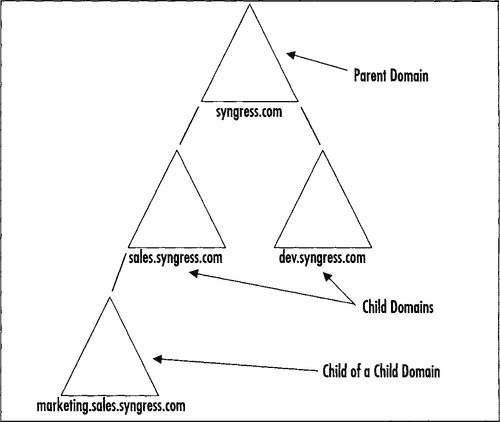 Parent Domain
syngress.com
sales.syngress.com
dev.syngress.com
Child Domains
Child of a Child Domain
marketing.sales.syngress.com